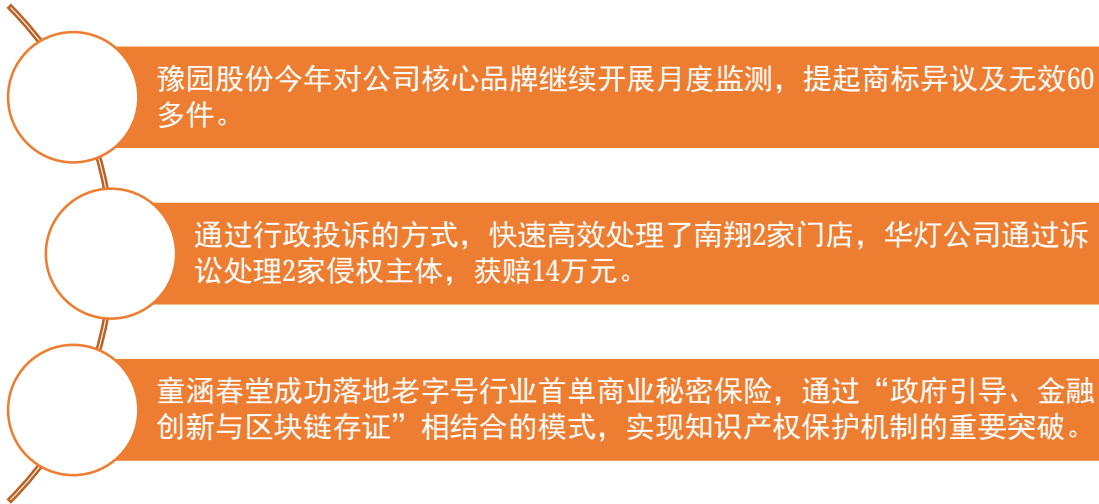 豫园股份今年对公司核心品牌继续开展月度监测，提起商标异议及无效60
多件。
通过行政投诉的方式，快速高效处理了南翔2家门店，华灯公司通过诉
讼处理2家侵权主体，获赔14万元。
童涵春堂成功落地老字号行业首单商业秘密保险，通过“政府引导、金融
创新与区块链存证”相结合的模式，实现知识产权保护机制的重要突破。